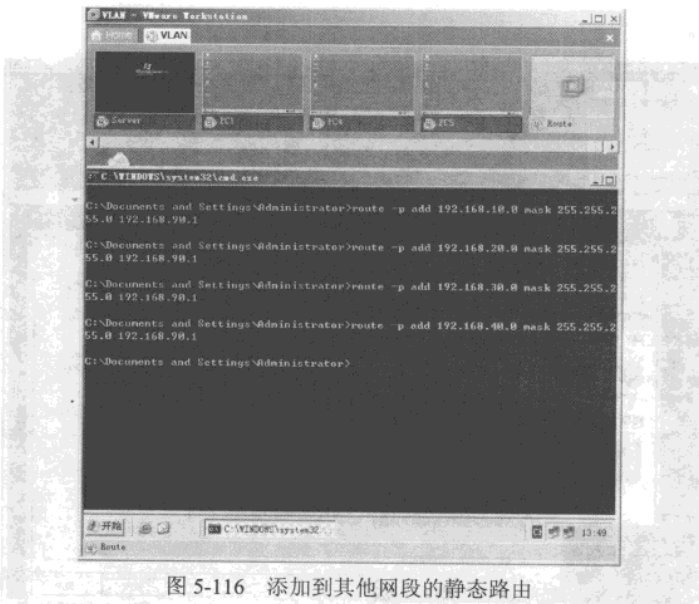 VLAN - VMware Workstation
Home VLAN
Server PC1 PC4 PC5 Route
C:\WINDOWS\system32\cmd.exe
C:\Documents and Settings\Administrator>route -p add 192.168.10.0 mask 255.255.2
55.0 192.168.90.1
C:\Documents and Settings\Administrator>route -p add 192.168.20.0 mask 255.255.2
55.0 192.168.90.1
C:\Documents and Settings\Administrator>route -p add 192.168.30.0 mask 255.255.2
55.0 192.168.90.1
C:\Documents and Settings\Administrator>route -p add 192.168.40.0 mask 255.255.2
55.0 192.168.90.1
C:\Documents and Settings\Administrator>
开始 C:\WINDOWS\system32... 13:49
Route
图 5-116 添加到其他网段的静态路由